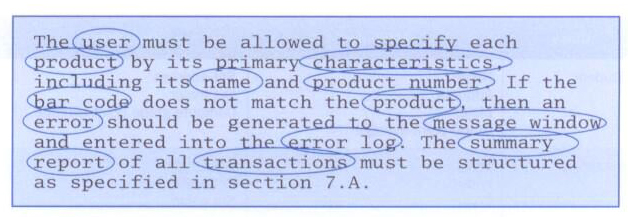 The user must be allowed to specify each
product by its primary characteristics,
including its name and product number. If the
bar code does not match the product, then an
error should be generated to the message window
and entered into the error log. The summary
report of all transactions must be structured
as specified in section 7.A.